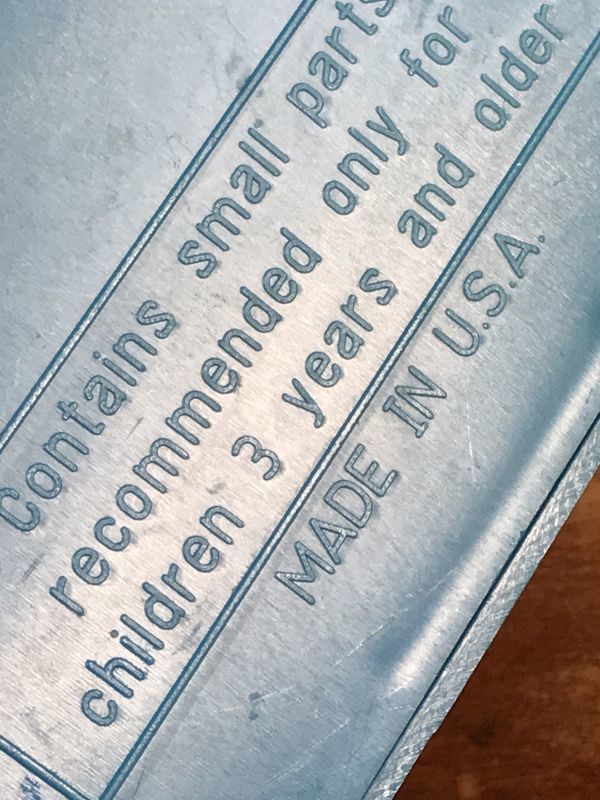 Contains small parts
recommended only for
children 3 years and older
MADE IN U.S.A.